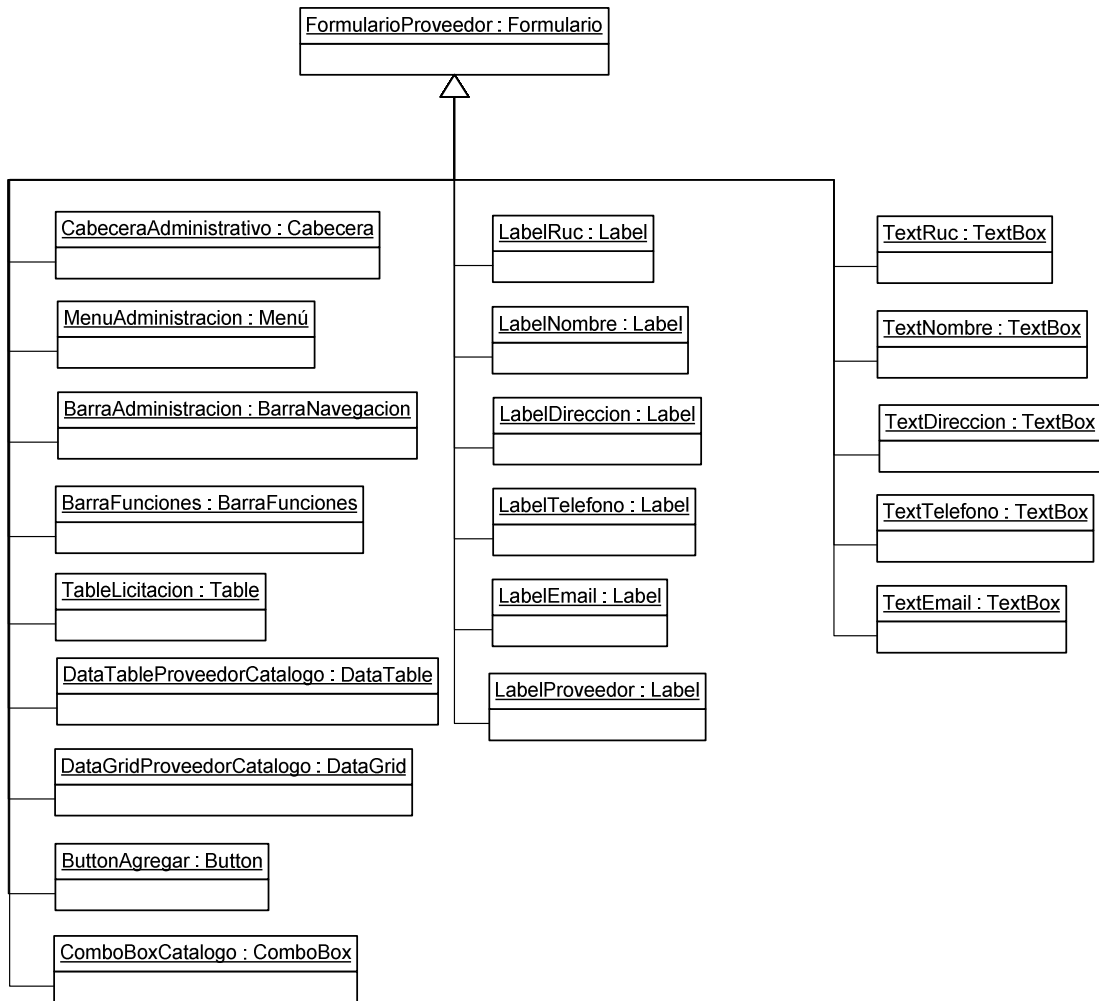 FormularioProveedor : Formulario
CabeceraAdministrativo : Cabecera
MenuAdministracion : Menú
BarraAdministracion : BarraNavegacion
BarraFunciones : BarraFunciones
TableLicitacion : Table
DataTableProveedorCatalogo : DataTable
DataGridProveedorCatalogo : DataGrid
ButtonAgregar : Button
ComboBoxCatalogo : ComboBox
LabelRuc : Label
LabelNombre : Label
LabelDireccion : Label
LabelTelefono : Label
LabelEmail : Label
LabelProveedor : Label
TextRuc : TextBox
TextNombre : TextBox
TextDireccion : TextBox
TextTelefono : TextBox
TextEmail : TextBox